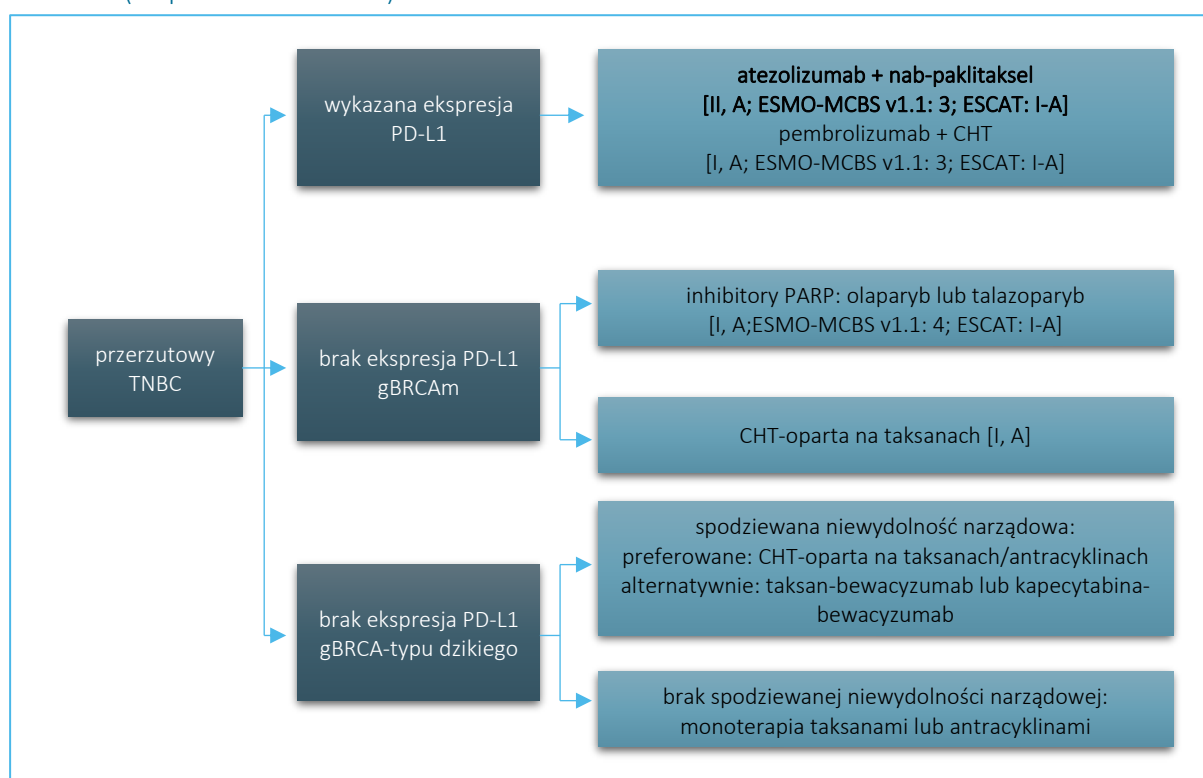 wykazana ekspresja
PD-L1
atezolizumab + nab-paklitaksel
[II, A; ESMO-MCBS v1.1: 3; ESCAT: I-A]
pembrolizumab + CHT
[I, A; ESMO-MCBS v1.1: 3; ESCAT: I-A]
przerzutowy
TNBC
brak ekspresja PD-L1
gBRCAm
inhibitory PARP: olaparyb lub talazoparyb
[I, A;ESMO-MCBS v1.1: 4; ESCAT: I-A]
CHT-oparta na taksanach [I, A]
brak ekspresja PD-L1
gBRCA-typu dzikiego
spodziewana niewydolność narządowa:
preferowane: CHT-oparta na taksanach/antracyklinach
alternatywnie: taksan-bewacyzumab lub kapecytabina-
bewacyzumab
brak spodziewanej niewydolności narządowej:
monoterapia taksanami lub antracyklinami